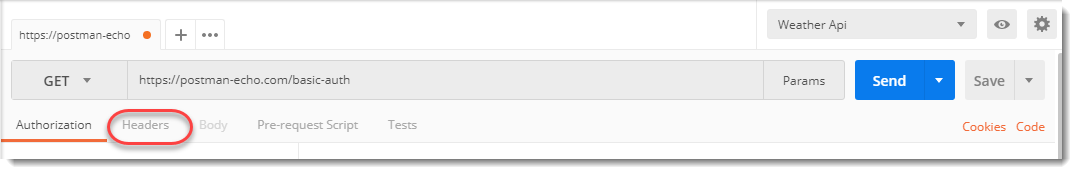 https://postman-echo
Weather Api
GET https://postman-echo.com/basic-auth Params Send Save
Authorization Headers Body Pre-request Script Tests Cookies Code